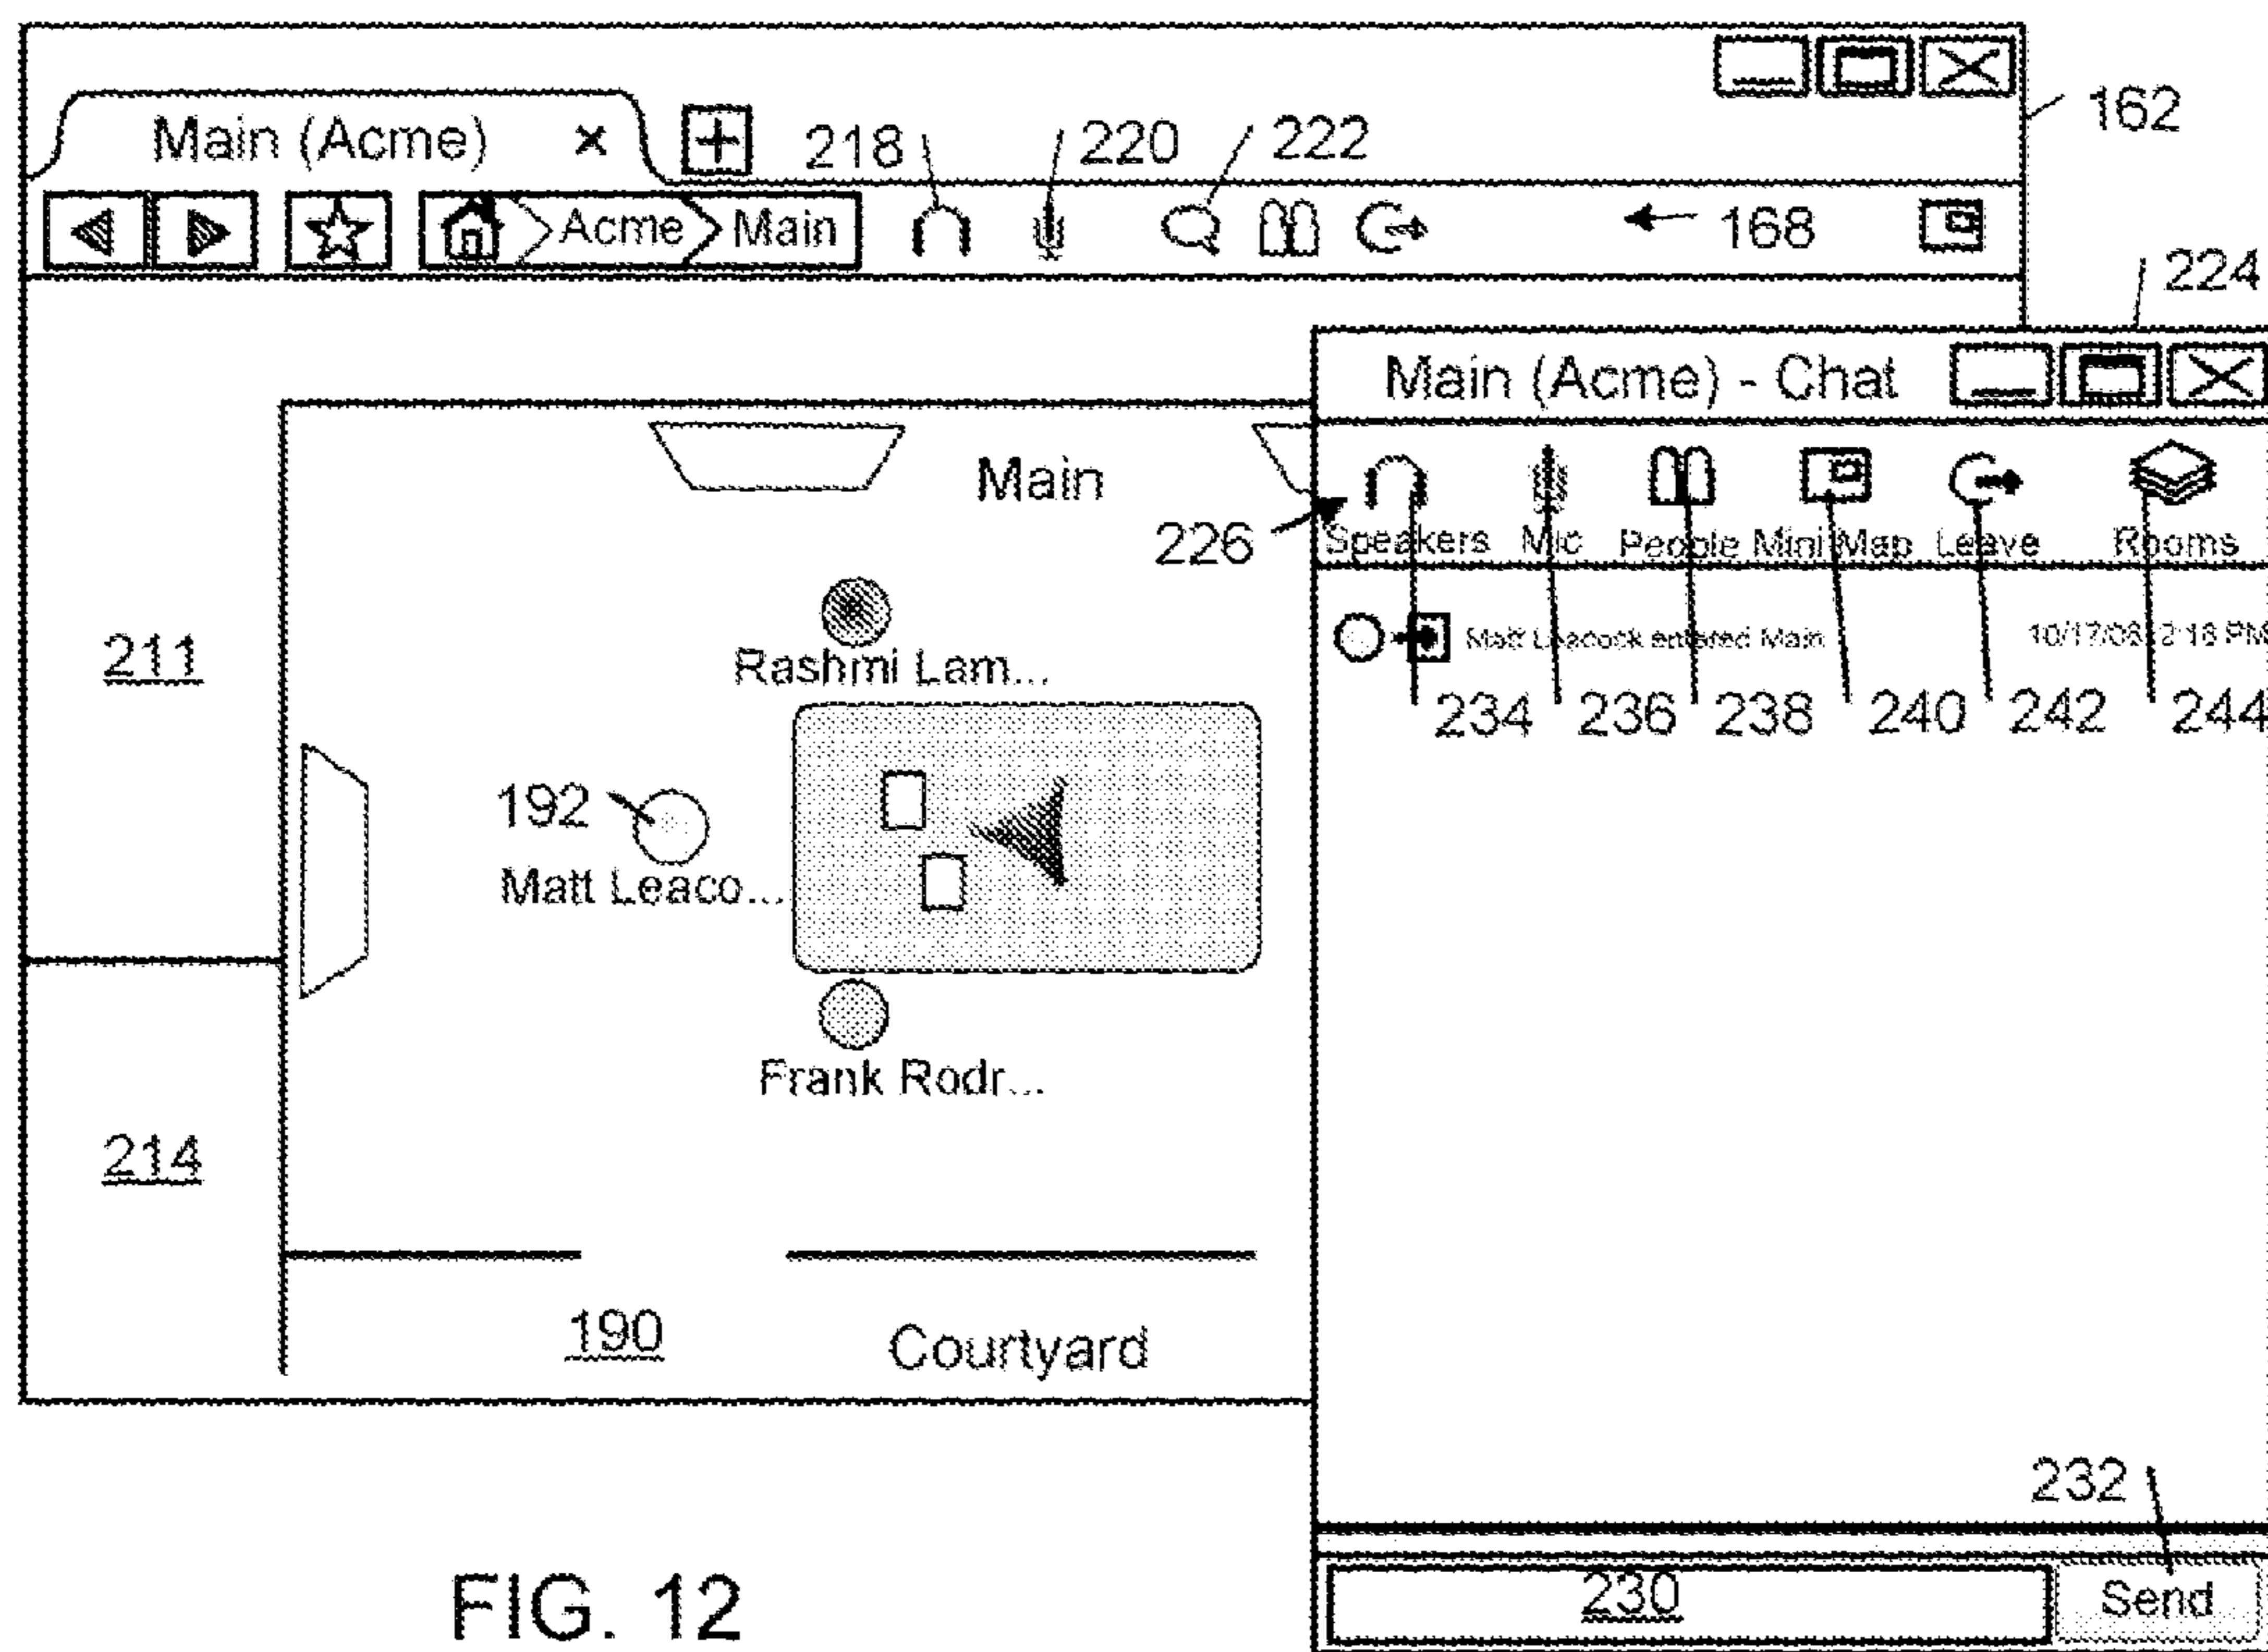 162
Main (Acme) × + 218 220 222
Acme Main 168
224
Main (Acme) - Chat
Main
226
Speakers Mic People Mini Map Leave Rooms
Matt Leacock entered Main
234 236 238 240 242 244
211
Rashmi Lam...
192
Matt Leaco...
Frank Rodr...
214
190 Courtyard
232
230 Send
FIG. 12